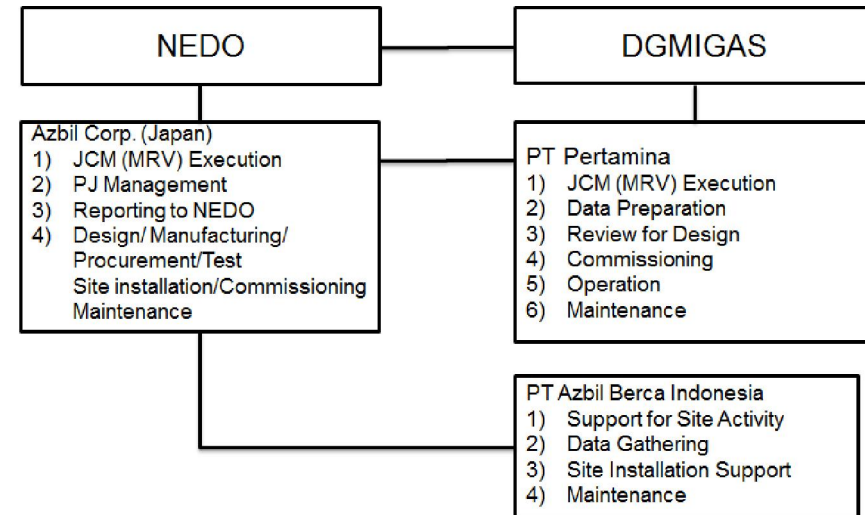 NEDO
DGMIGAS
Azbil Corp. (Japan)
1) JCM (MRV) Execution
2) PJ Management
3) Reporting to NEDO
4) Design/ Manufacturing/
Procurement/Test
Site installation/Commissioning
Maintenance
PT Pertamina
1) JCM (MRV) Execution
2) Data Preparation
3) Review for Design
4) Commissioning
5) Operation
6) Maintenance
PT Azbil Berca Indonesia
1) Support for Site Activity
2) Data Gathering
3) Site Installation Support
4) Maintenance